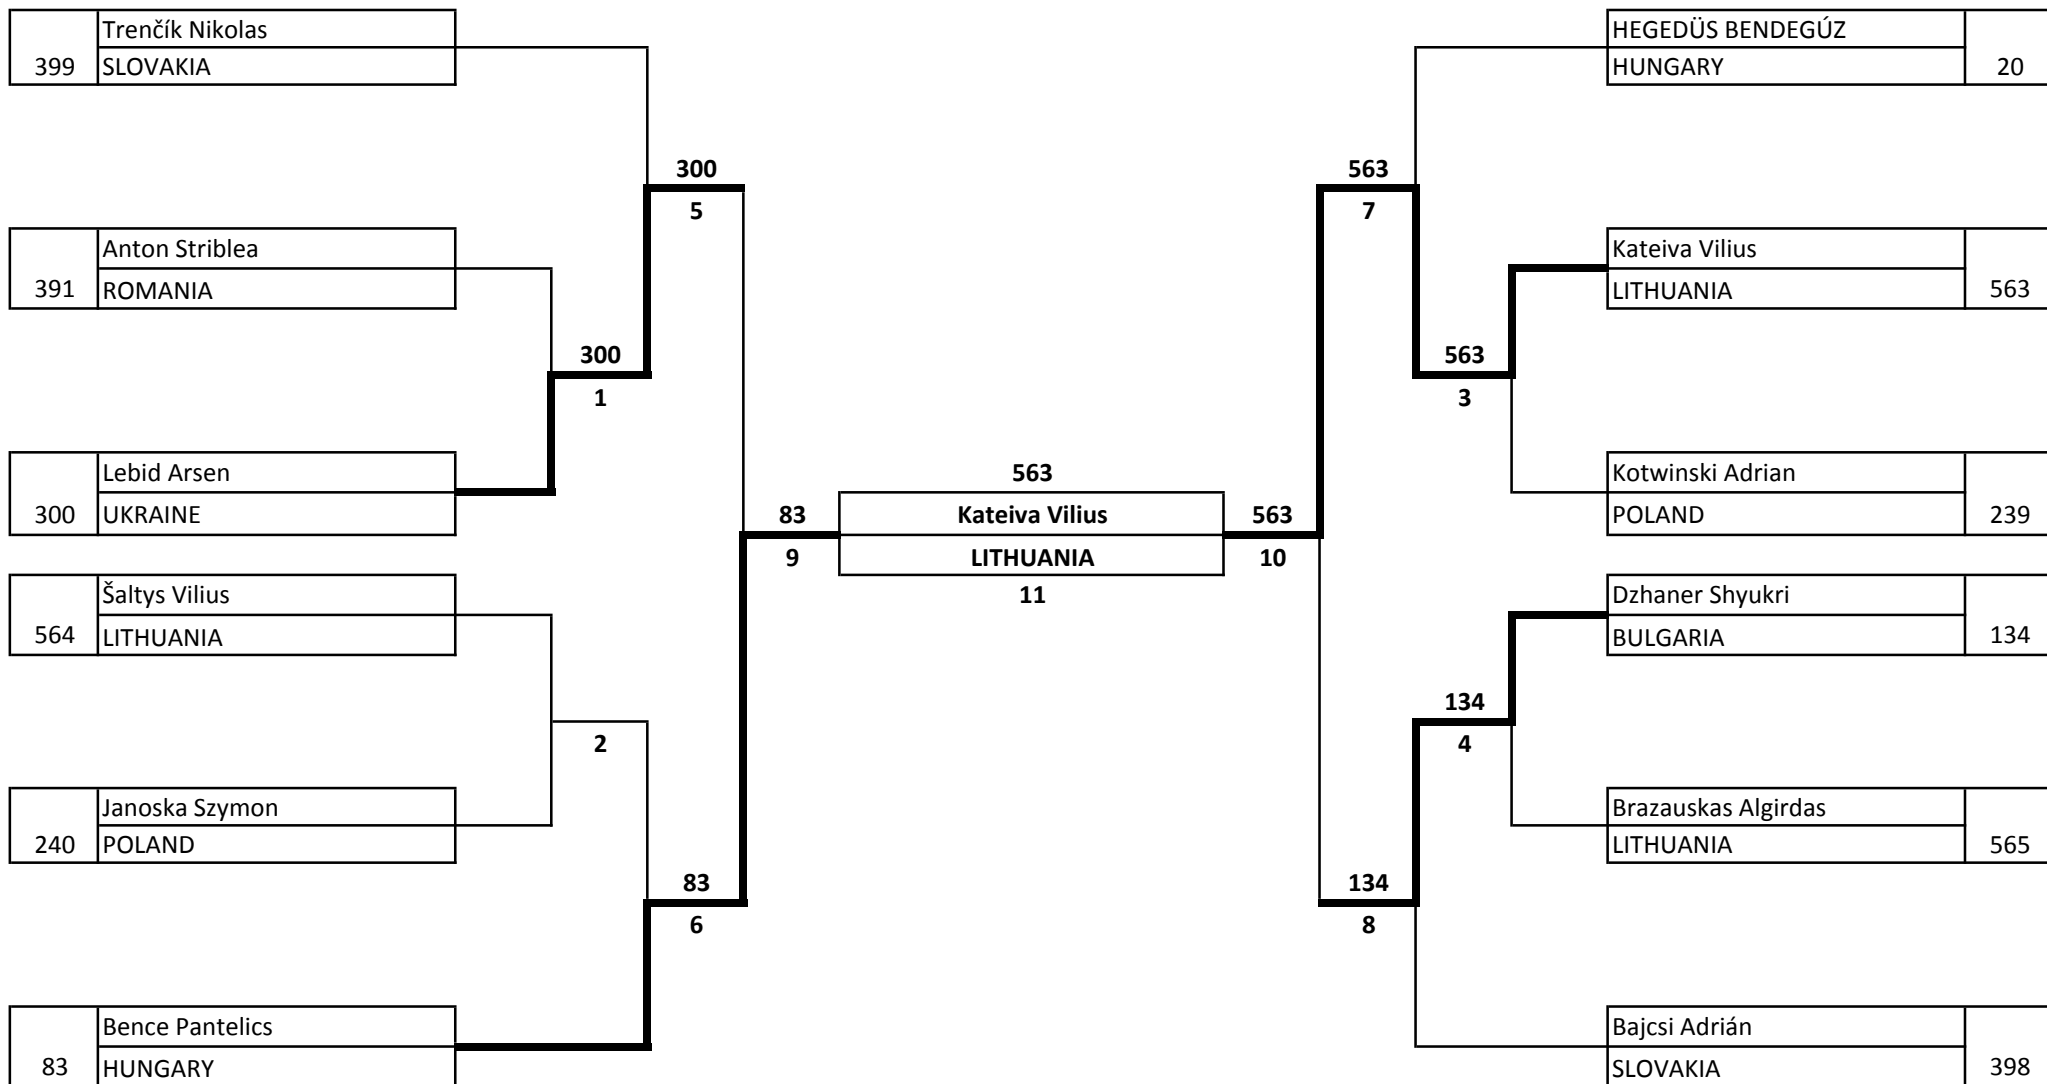 Trenčík Nikolas
399 SLOVAKIA
HEGEDÜS BENDEGÚZ
HUNGARY 20
300
5
563
7
Anton Striblea
391 ROMANIA
Kateiva Vilius
LITHUANIA 563
300
1
563
3
Lebid Arsen
300 UKRAINE
563
Kateiva Vilius
LITHUANIA
11
83
9
563
10
Kotwinski Adrian
POLAND 239
Šaltys Vilius
564 LITHUANIA
Dzhaner Shyukri
BULGARIA 134
2
134
4
Janoska Szymon
240 POLAND
Brazauskas Algirdas
LITHUANIA 565
83
6
134
8
Bence Pantelics
83 HUNGARY
Bajcsi Adrián
SLOVAKIA 398